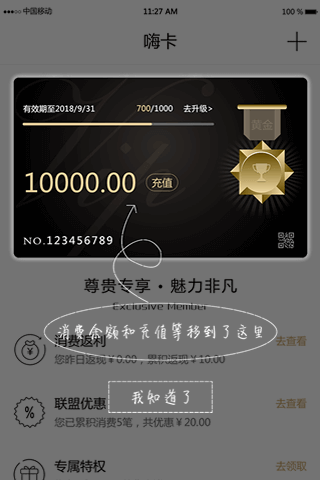 中国移动 11:27 AM 100 %
嗨卡
有效期至2018/9/31 700/1000 去升级>
黄金
10000.00 充值
NO.123456789
尊贵专享·魅力非凡
Exclusive Member
消费金额和充值等移到了这里
消费返利 去查看
您昨日返现￥0.00，累积返现￥10.00
我知道了
联盟优惠 去查看
您已累积消费5笔，共优惠￥20.00
专属特权 去查看